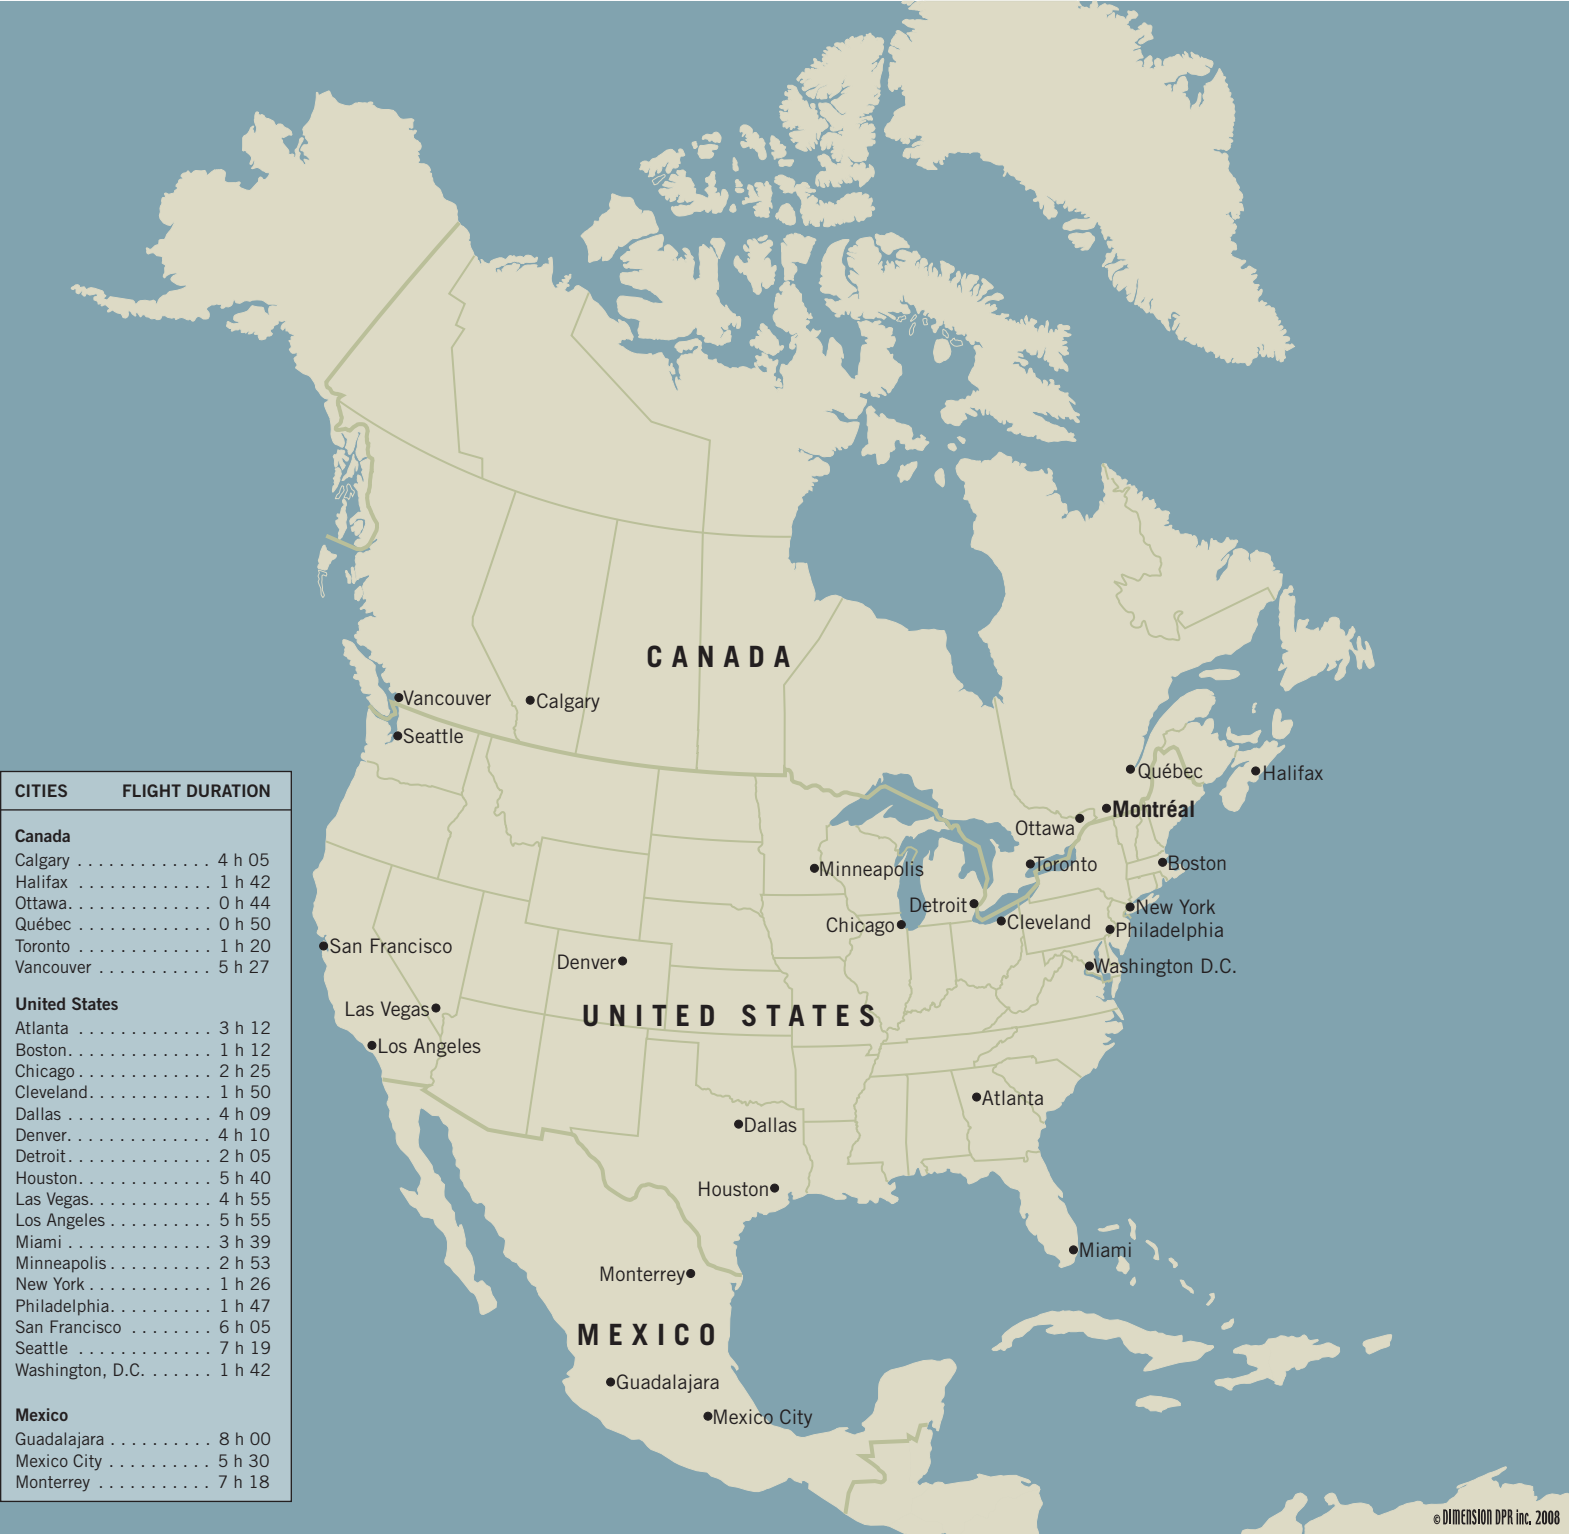 CANADA
Vancouver
Calgary
Seattle
Québec
Halifax
Montréal
Ottawa
Minneapolis
Toronto
Boston
Detroit
New York
Chicago
Cleveland
Philadelphia
San Francisco
Denver
Washington D.C.
Las Vegas
UNITED STATES
Los Angeles
Atlanta
Dallas
Houston
Miami
Monterrey
MEXICO
Guadalajara
Mexico City
CITIES FLIGHT DURATION
Canada
Calgary . . . . . . . . . . . . . 4 h 05
Halifax . . . . . . . . . . . . . 1 h 42
Ottawa. . . . . . . . . . . . . . 0 h 44
Québec . . . . . . . . . . . . . 0 h 50
Toronto . . . . . . . . . . . . . 1 h 20
Vancouver . . . . . . . . . . . 5 h 27
United States
Atlanta . . . . . . . . . . . . . 3 h 12
Boston. . . . . . . . . . . . . . 1 h 12
Chicago . . . . . . . . . . . . . 2 h 25
Cleveland. . . . . . . . . . . . 1 h 50
Dallas . . . . . . . . . . . . . . 4 h 09
Denver. . . . . . . . . . . . . . 4 h 10
Detroit. . . . . . . . . . . . . . 2 h 05
Houston. . . . . . . . . . . . . 5 h 40
Las Vegas. . . . . . . . . . . . 4 h 55
Los Angeles . . . . . . . . . . 5 h 55
Miami . . . . . . . . . . . . . . 3 h 39
Minneapolis . . . . . . . . . . 2 h 53
New York . . . . . . . . . . . . 1 h 26
Philadelphia. . . . . . . . . . 1 h 47
San Francisco . . . . . . . . 6 h 05
Seattle . . . . . . . . . . . . . 7 h 19
Washington, D.C. . . . . . . 1 h 42
Mexico
Guadalajara . . . . . . . . . . 8 h 00
Mexico City . . . . . . . . . . 5 h 30
Monterrey . . . . . . . . . . . 7 h 18
© DIMENSION DPR inc. 2008